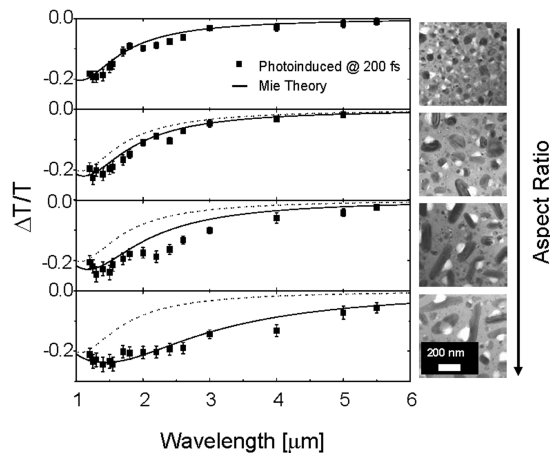 0.0
-0.2
0.0
-0.2
0.0
-0.2
0.0
-0.2
ΔT/T
Photoinduced @ 200 fs
Mie Theory
1 2 3 4 5 6
Wavelength [μm]
Aspect Ratio
200 nm